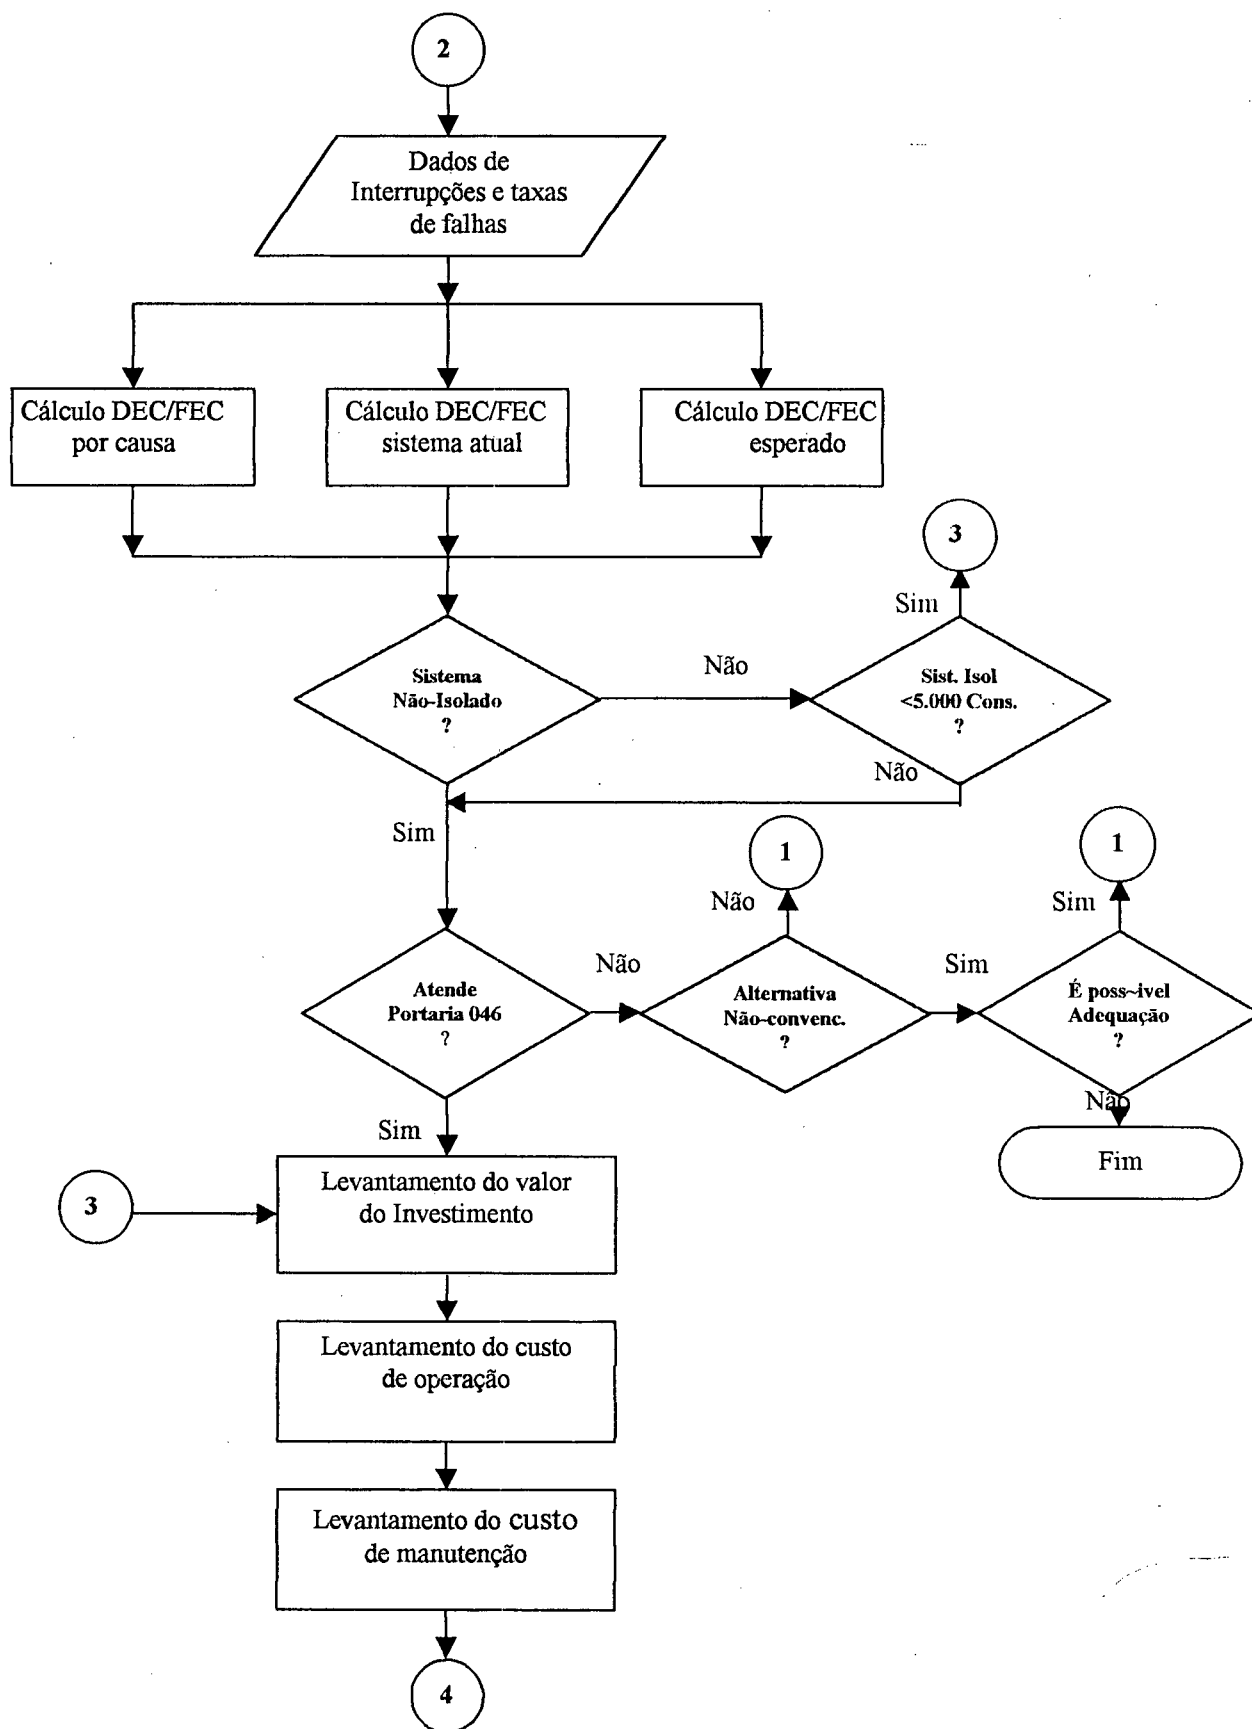 2
Dados de
Interrupções e taxas
de falhas
Cálculo DEC/FEC
por causa
Cálculo DEC/FEC
sistema atual
Cálculo DEC/FEC
esperado
3
Sim
Sistema
Não-Isolado
?
Não
Sist. Isol
<5.000 Cons.
?
Não
Sim
1
1
Não
Sim
Atende
Portaria 046
?
Não
Alternativa
Não-convenc.
?
Sim
É poss~ivel
Adequação
?
Não
Sim
Fim
Levantamento do valor
do Investimento
3
Levantamento do custo
de operação
Levantamento do custo
de manutenção
4